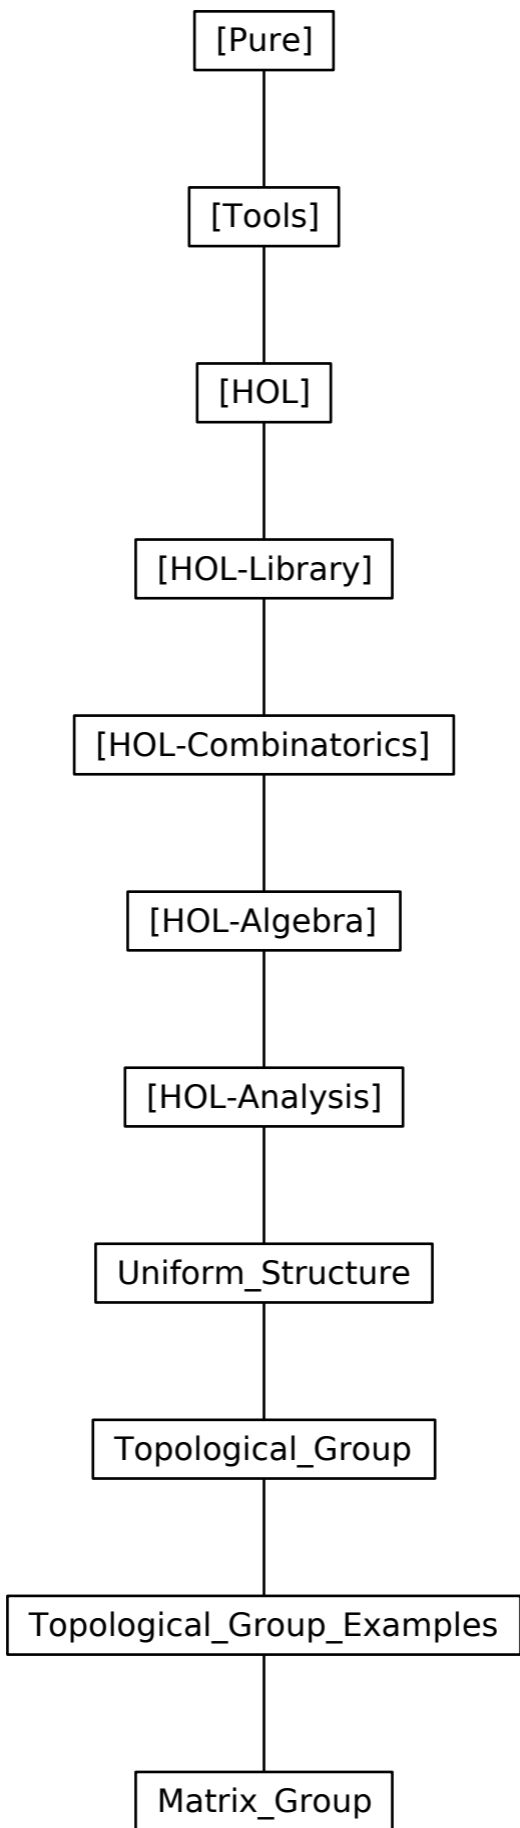 [Pure]
[Tools]
[HOL]
[HOL-Library]
[HOL-Combinatorics]
[HOL-Algebra]
[HOL-Analysis]
Uniform_Structure
Topological_Group
Topological_Group_Examples
Matrix_Group